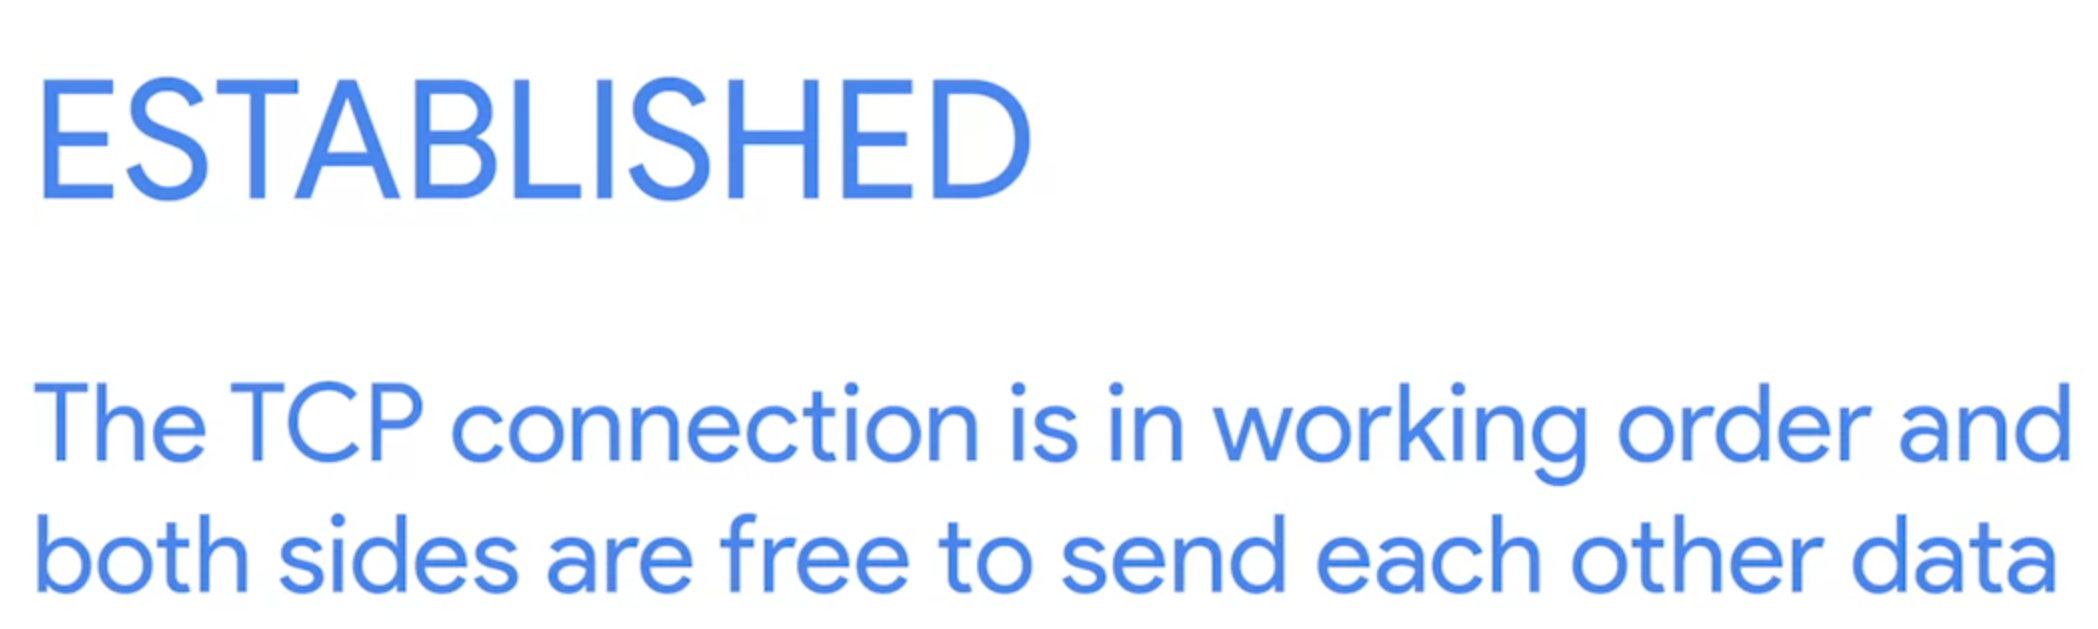 ESTABLISHED
The TCP connection is in working order and
both sides are free to send each other data